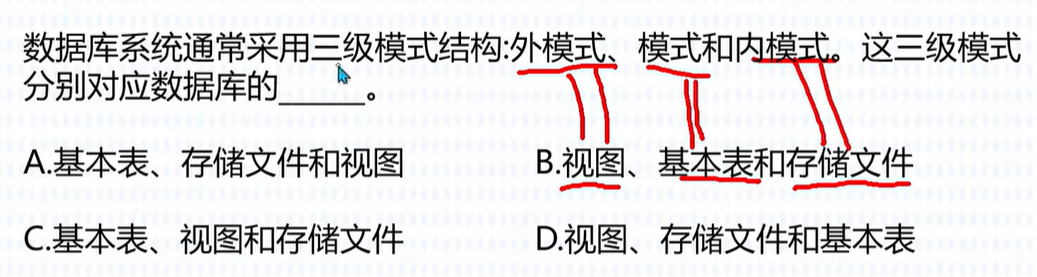 数据库系统通常采用三级模式结构:外模式、模式和内模式。这三级模式
分别对应数据库的______。
A.基本表、存储文件和视图 B.视图、基本表和存储文件
C.基本表、视图和存储文件 D.视图、存储文件和基本表